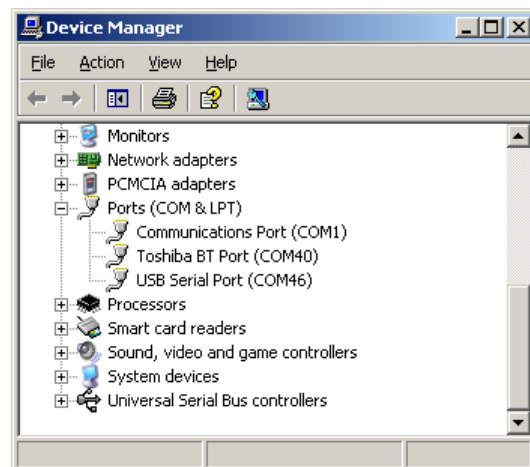 Device Manager
File Action View Help
Monitors
Network adapters
PCMCIA adapters
Ports (COM & LPT)
Communications Port (COM1)
Toshiba BT Port (COM40)
USB Serial Port (COM46)
Processors
Smart card readers
Sound, video and game controllers
System devices
Universal Serial Bus controllers